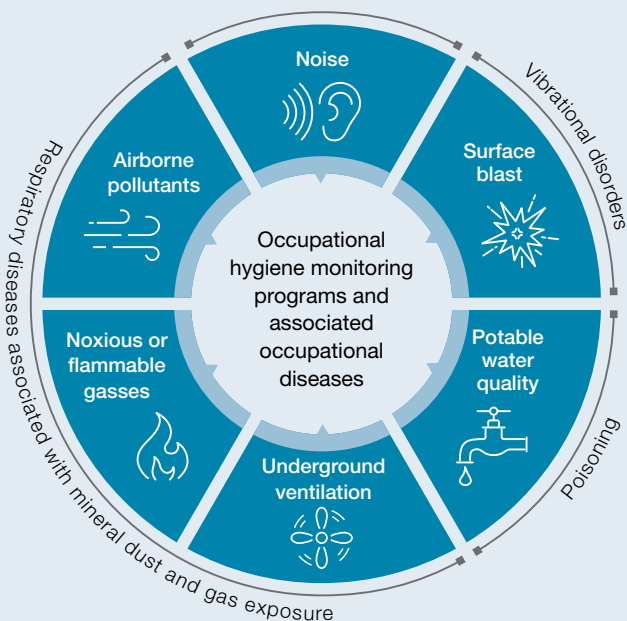 Noise
Surface
blast
Potable
water
quality
Underground
ventilation
Noxious or
flammable
gasses
Airborne
pollutants
Occupational
hygiene monitoring
programs and
associated
occupational
diseases
Vibrational disorders
Poisoning
Respiratory diseases associated with mineral dust and gas exposure